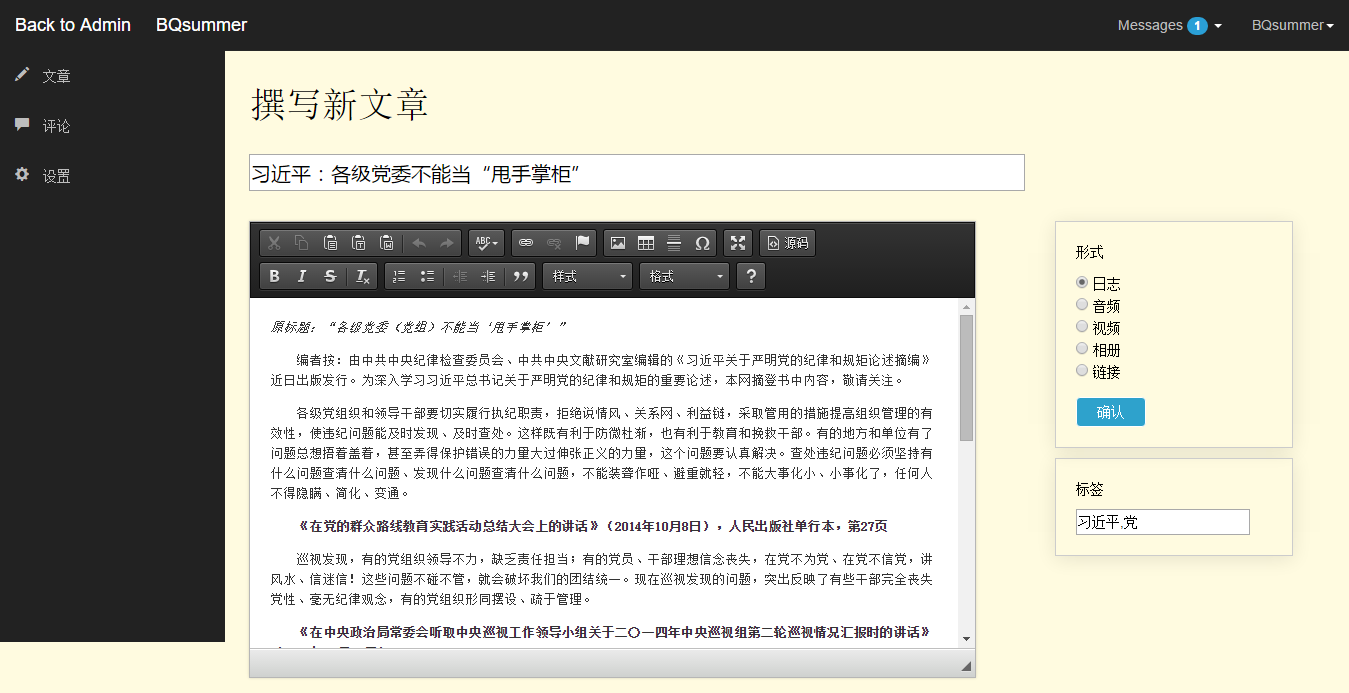 Back to Admin BQsummer Messages 1 BQsummer
文章
评论
设置
撰写新文章
习近平：各级党委不能当“甩手掌柜”
ABC 源码
B I S Ix 样式 格式 ?
原标题：“各级党委（党组）不能当‘甩手掌柜’”
编者按：由中共中央纪律检查委员会、中共中央文献研究室编辑的《习近平关于严明党的纪律和规矩论述摘编》
近日出版发行。为深入学习习近平总书记关于严明党的纪律和规矩的重要论述，本网摘登书中内容，敬请关注。
各级党组织和领导干部要切实履行执纪职责，拒绝说情风、关系网、利益链，采取管用的措施提高组织管理的有
效性，使违纪问题能及时发现、及时查处。这样既有利于防微杜渐，也有利于教育和挽救干部。有的地方和单位有了
问题总想捂着盖着，甚至弄得保护错误的力量大过伸张正义的力量，这个问题要认真解决。查处违纪问题必须坚持有
什么问题查清什么问题、发现什么问题查清什么问题，不能装聋作哑、避重就轻，不能大事化小、小事化了，任何人
不得隐瞒、简化、变通。
《在党的群众路线教育实践活动总结大会上的讲话》（2014年10月8日），人民出版社单行本，第27页
巡视发现，有的党组织领导不力，缺乏责任担当；有的党员、干部理想信念丧失，在党不为党、在党不信党，讲
风水、信迷信！这些问题不碰不管，就会破坏我们的团结统一。现在巡视发现的问题，突出反映了有些干部完全丧失
党性、毫无纪律观念，有的党组织形同摆设、疏于管理。
《在中央政治局常委会听取中央巡视工作领导小组关于二〇一四年中央巡视组第二轮巡视情况汇报时的讲话》
形式
日志
音频
视频
相册
链接
确认
标签
习近平,党